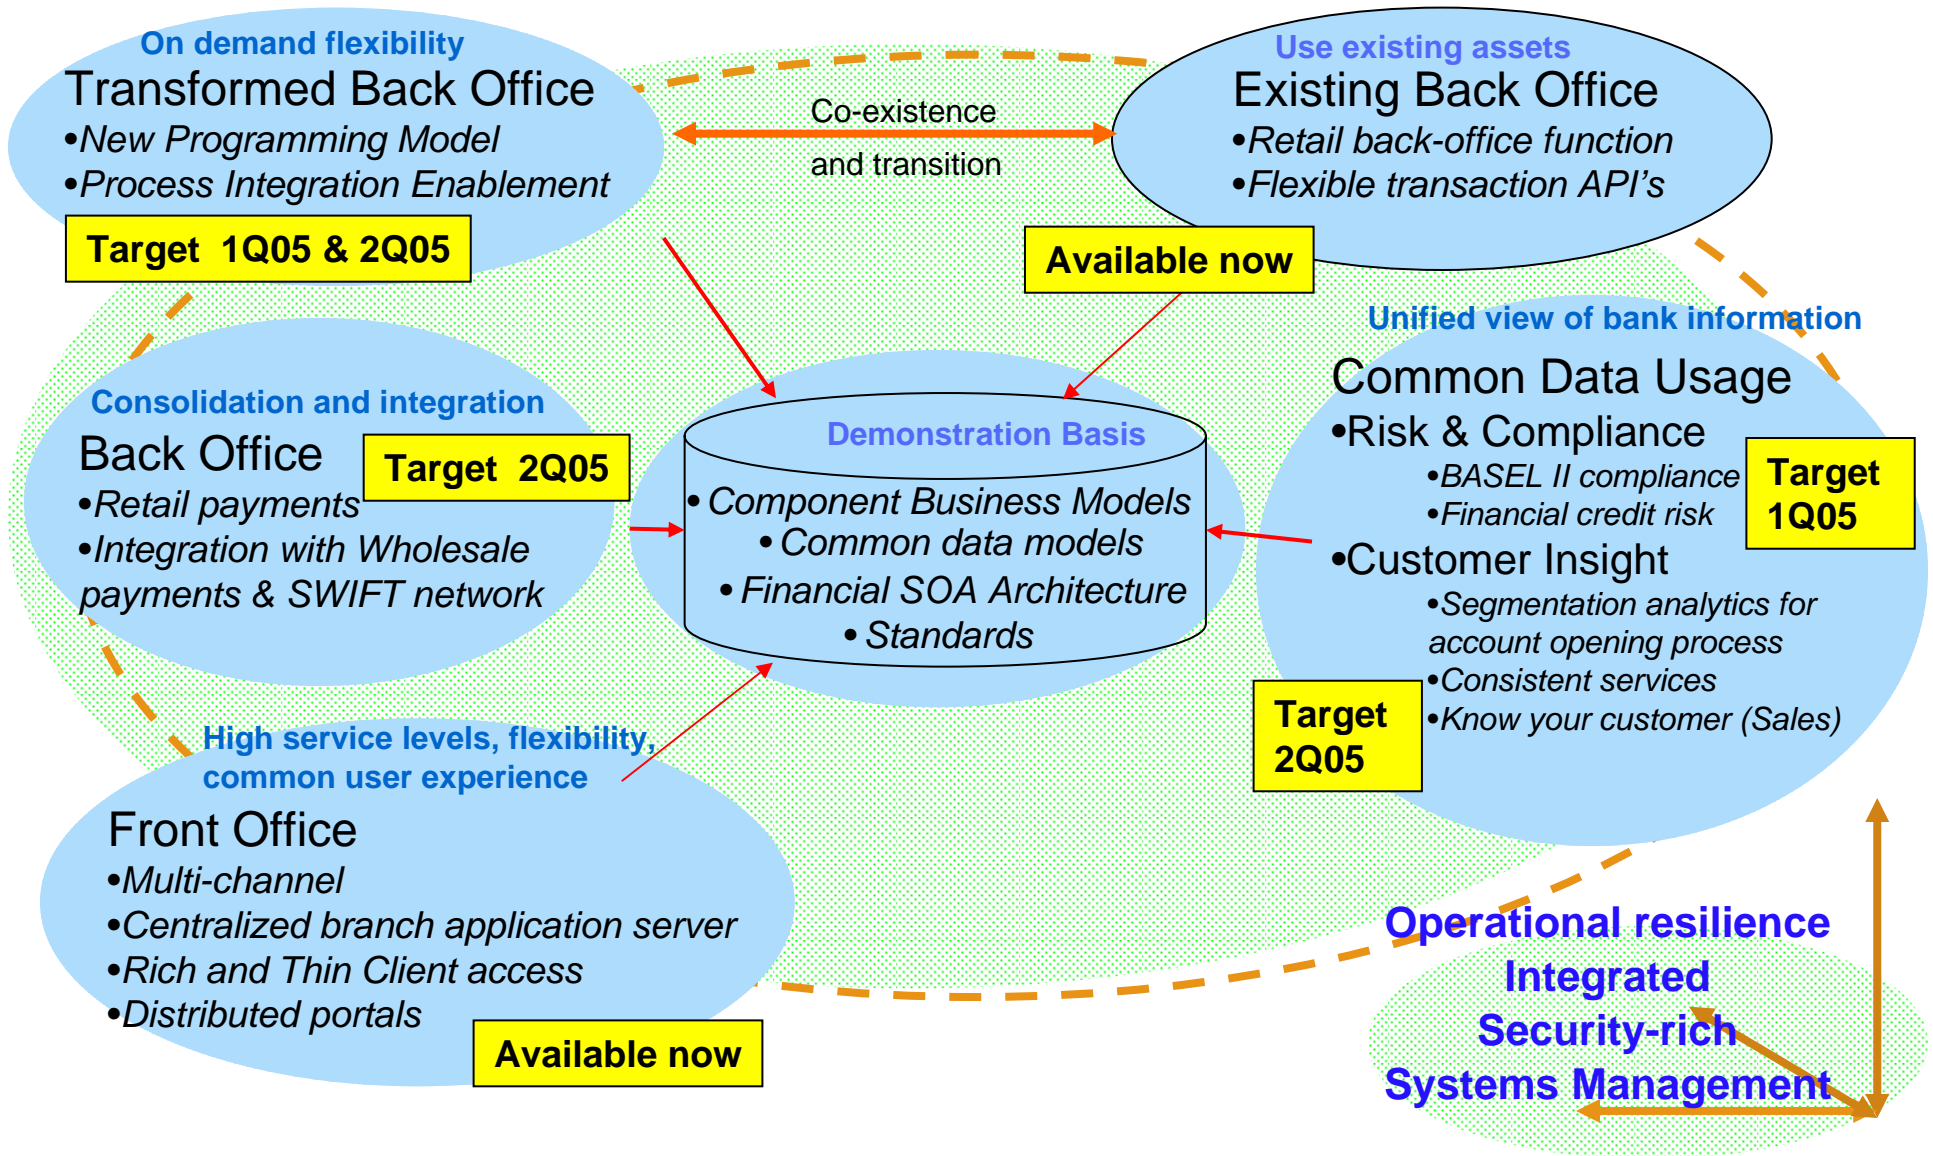 On demand flexibility
Transformed Back Office
•New Programming Model
•Process Integration Enablement
Target 1Q05 & 2Q05
Co-existence
and transition
Use existing assets
Existing Back Office
•Retail back-office function
•Flexible transaction API's
Available now
Consolidation and integration
Back Office
•Retail payments
•Integration with Wholesale
payments & SWIFT network
Target 2Q05
Demonstration Basis
• Component Business Models
• Common data models
• Financial SOA Architecture
• Standards
Unified view of bank information
Common Data Usage
•Risk & Compliance
•BASEL II compliance
•Financial credit risk
Target
1Q05
•Customer Insight
•Segmentation analytics for
account opening process
•Consistent services
•Know your customer (Sales)
Target
2Q05
High service levels, flexibility,
common user experience
Front Office
•Multi-channel
•Centralized branch application server
•Rich and Thin Client access
•Distributed portals
Available now
Operational resilience
Integrated
Security-rich
Systems Management